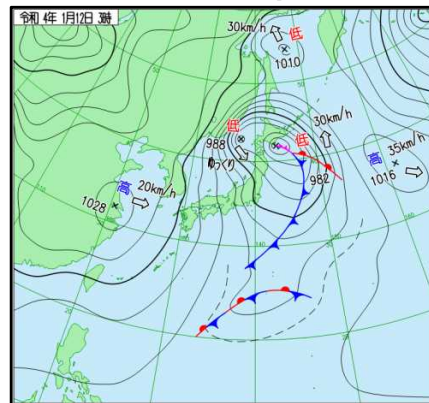 令和 4年 1月12日 3時
30km/h
低
1010
30km/h
35km/h
低
988
ゆっくり
低
982
高
1016
高
20km/h
1028